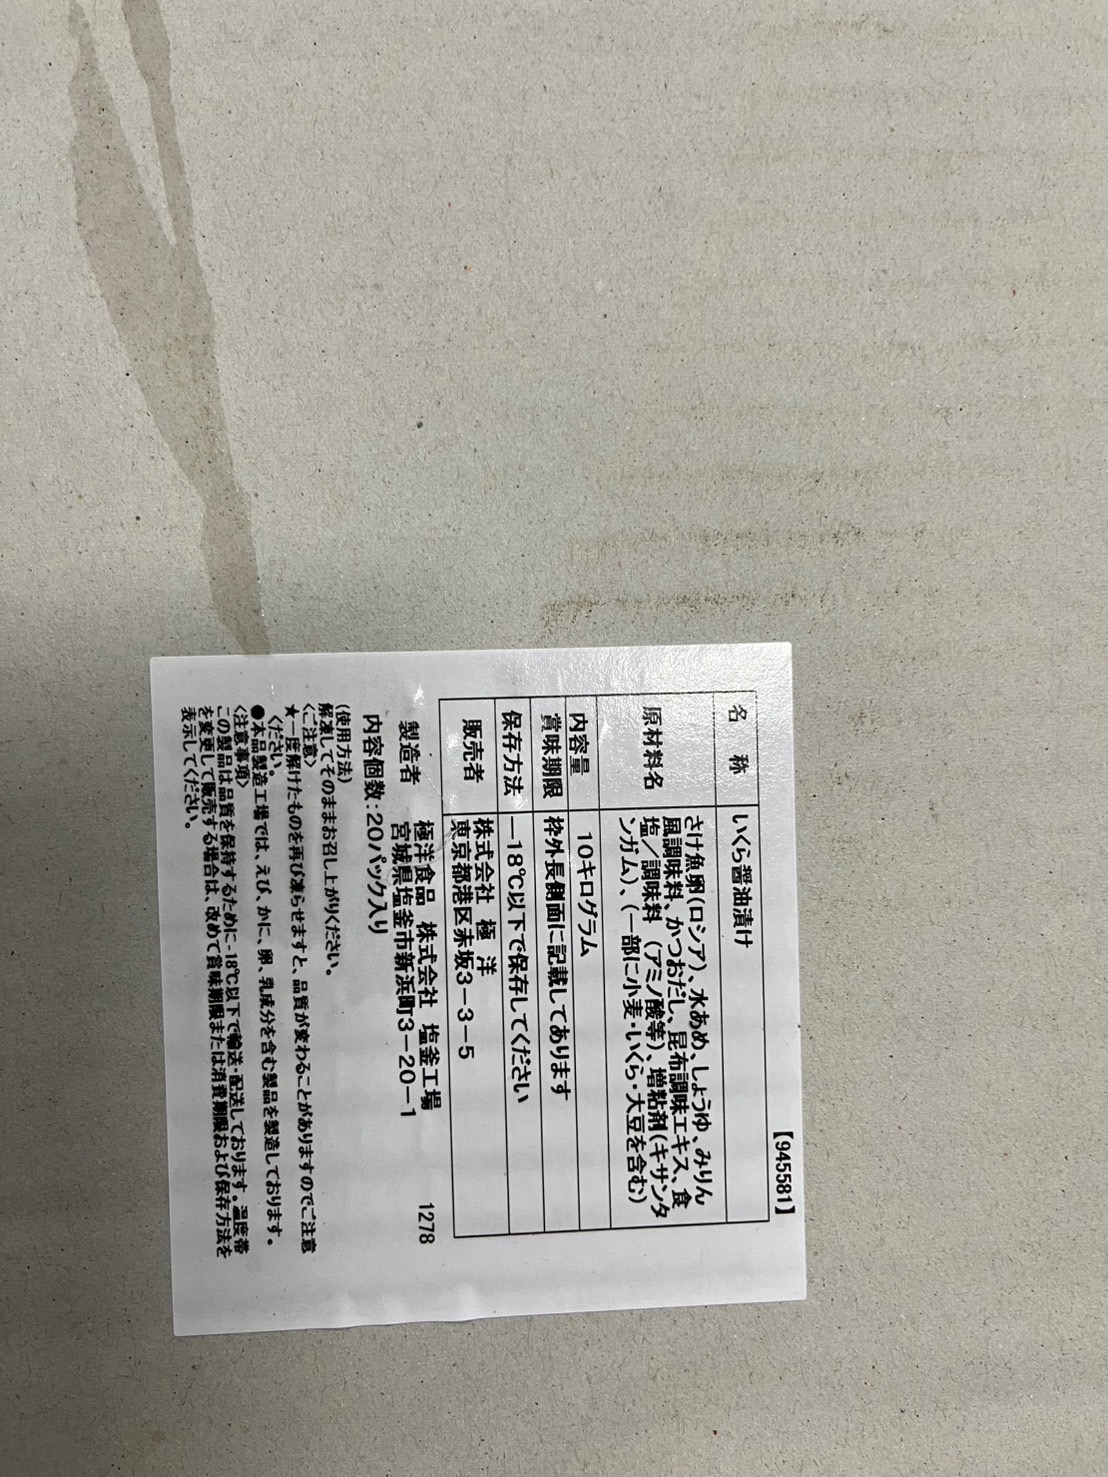 【945581】
名 称 いくら醤油漬け
原材料名 さけ魚卵(ロシア)、水あめ、しょうゆ、みりん
風調味料、かつおだし、昆布調味エキス、食
塩／調味料 (アミノ酸等)、増粘剤(キサンタ
ンガム)、(一部に小麦・いくら・大豆を含む)
内容量 10キログラム
賞味期限 枠外長側面に記載してあります
保存方法 －18℃以下で保存してください
販売者 株式会社 極 洋
東京都港区赤坂3－3－5
製造者 極洋食品 株式会社 塩釜工場 1278
宮城県塩釜市新浜町3－20－1
内容個数:20パック入り
(使用方法)
解凍してそのままお召し上がりください。
〈ご注意〉
★一度解けたものを再び凍らせますと、品質が変わることがありますのでご注意
ください。
●本品製造工場では、えび、かに、卵、乳成分を含む製品を製造しております。
〈注意事項〉
この製品は品質を保持するために-18℃以下で輸送・配送しております。温度帯
を変更して販売する場合は、改めて賞味期限または消費期限および保存方法を
表示してください。